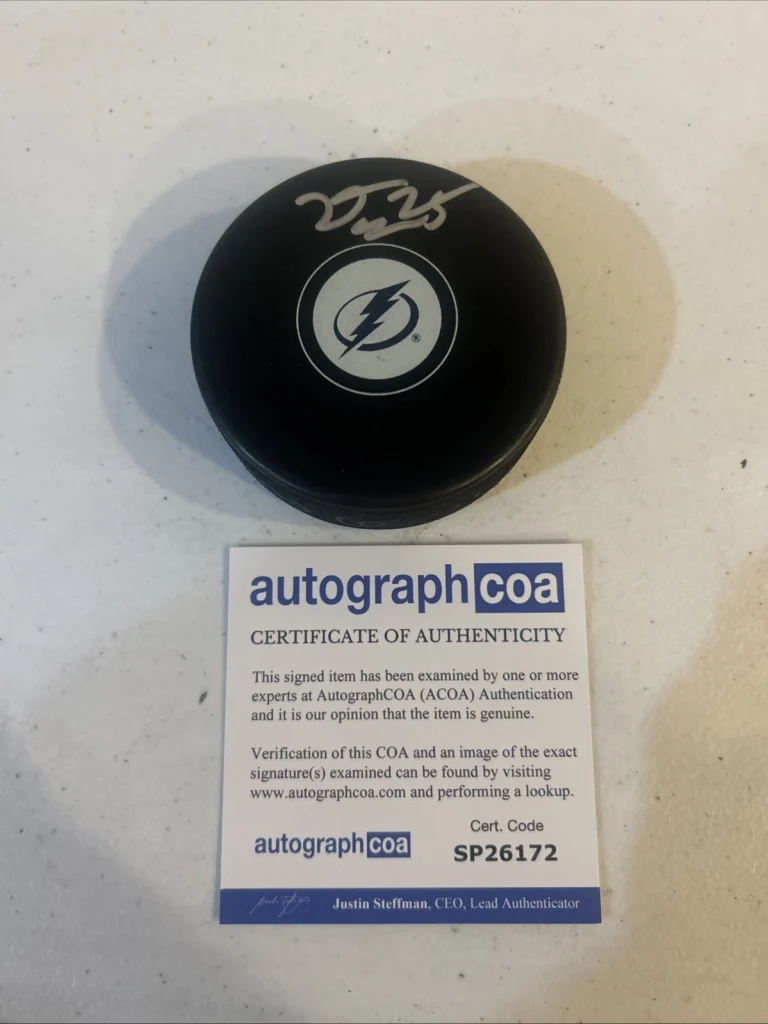 ®
autographcoa
CERTIFICATE OF AUTHENTICITY
This signed item has been examined by one or more
experts at AutographCOA (ACOA) Authentication
and it is our opinion that the item is genuine.
Verification of this COA and an image of the exact
signature(s) examined can be found by visiting
www.autographcoa.com and performing a lookup.
autographcoa
Cert. Code
SP26172
Justin Steffman, CEO, Lead Authenticator